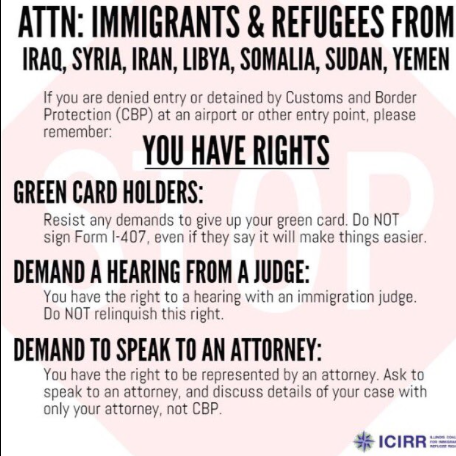 ATTN: IMMIGRANTS & REFUGEES FROM
IRAQ, SYRIA, IRAN, LIBYA, SOMALIA, SUDAN, YEMEN
If you are denied entry or detained by Customs and Border
Protection (CBP) at an airport or other entry point, please
remember:
YOU HAVE RIGHTS
GREEN CARD HOLDERS:
Resist any demands to give up your green card. Do NOT
sign Form I-407, even if they say it will make things easier.
DEMAND A HEARING FROM A JUDGE:
You have the right to a hearing with an immigration judge.
Do NOT relinquish this right.
DEMAND TO SPEAK TO AN ATTORNEY:
You have the right to be represented by an attorney. Ask to
speak to an attorney, and discuss details of your case with
only your attorney, not CBP.
STOP
ICIRR